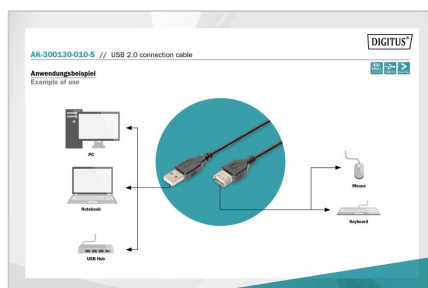 DIGITUS®
AK-300130-010-S // USB 2.0 connection cable
Anwendungsbeispiel
Example of use
PC
Notebook
USB Hub
Mouse
Keyboard